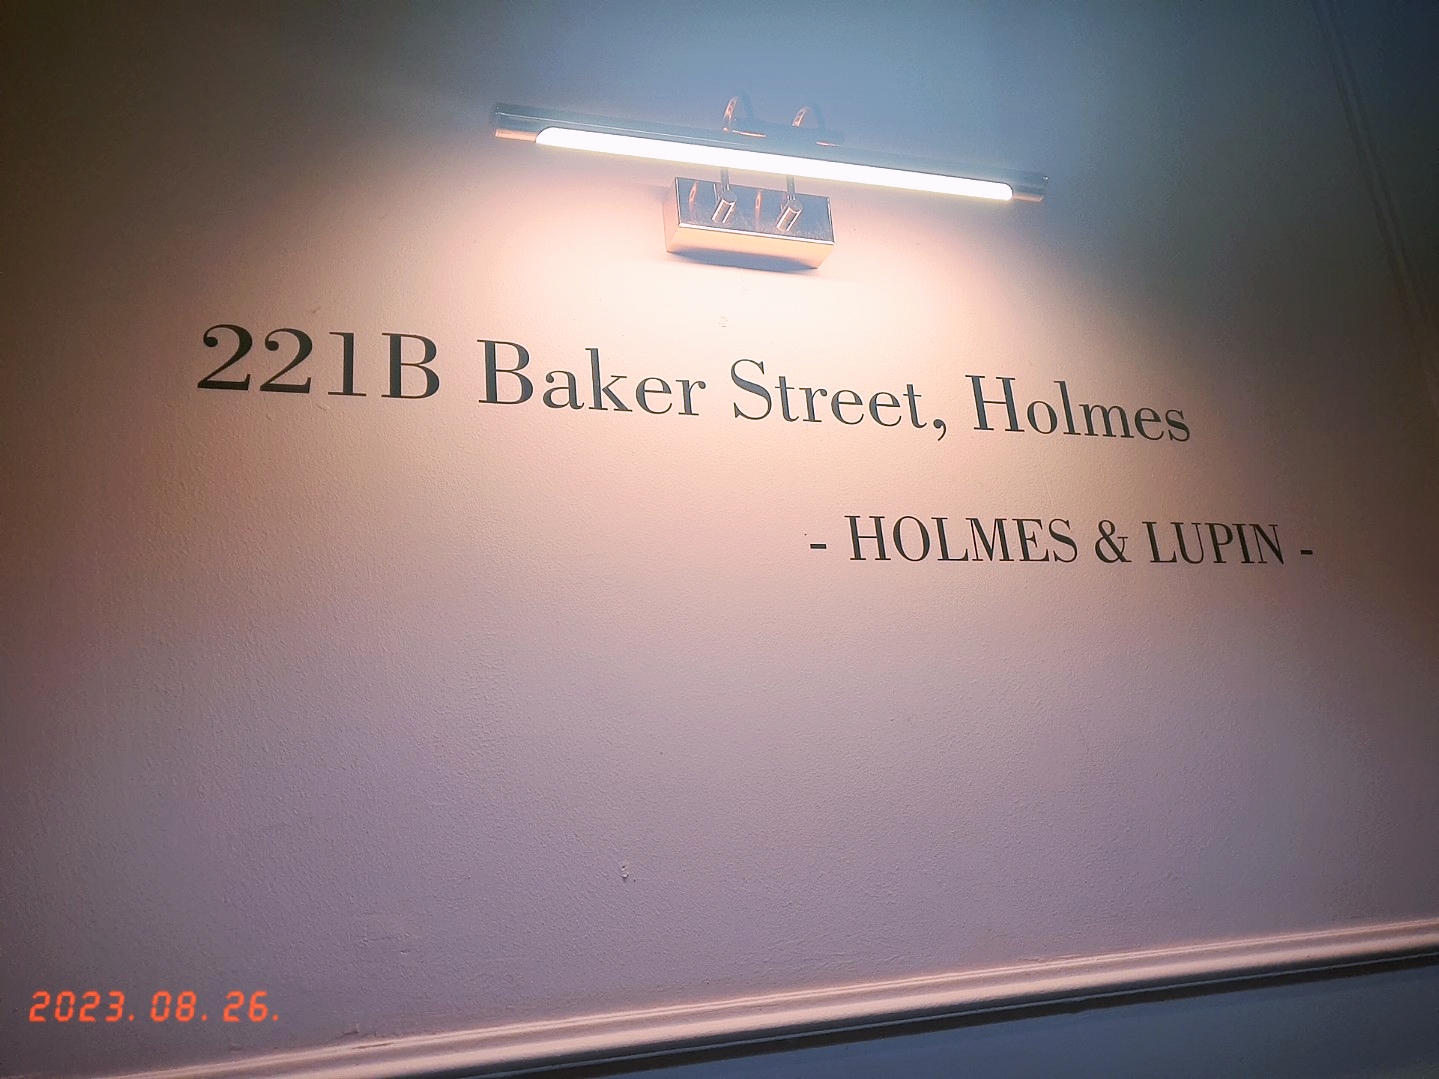 221B Baker Street, Holmes
- HOLMES & LUPIN -
2023. 08. 26.